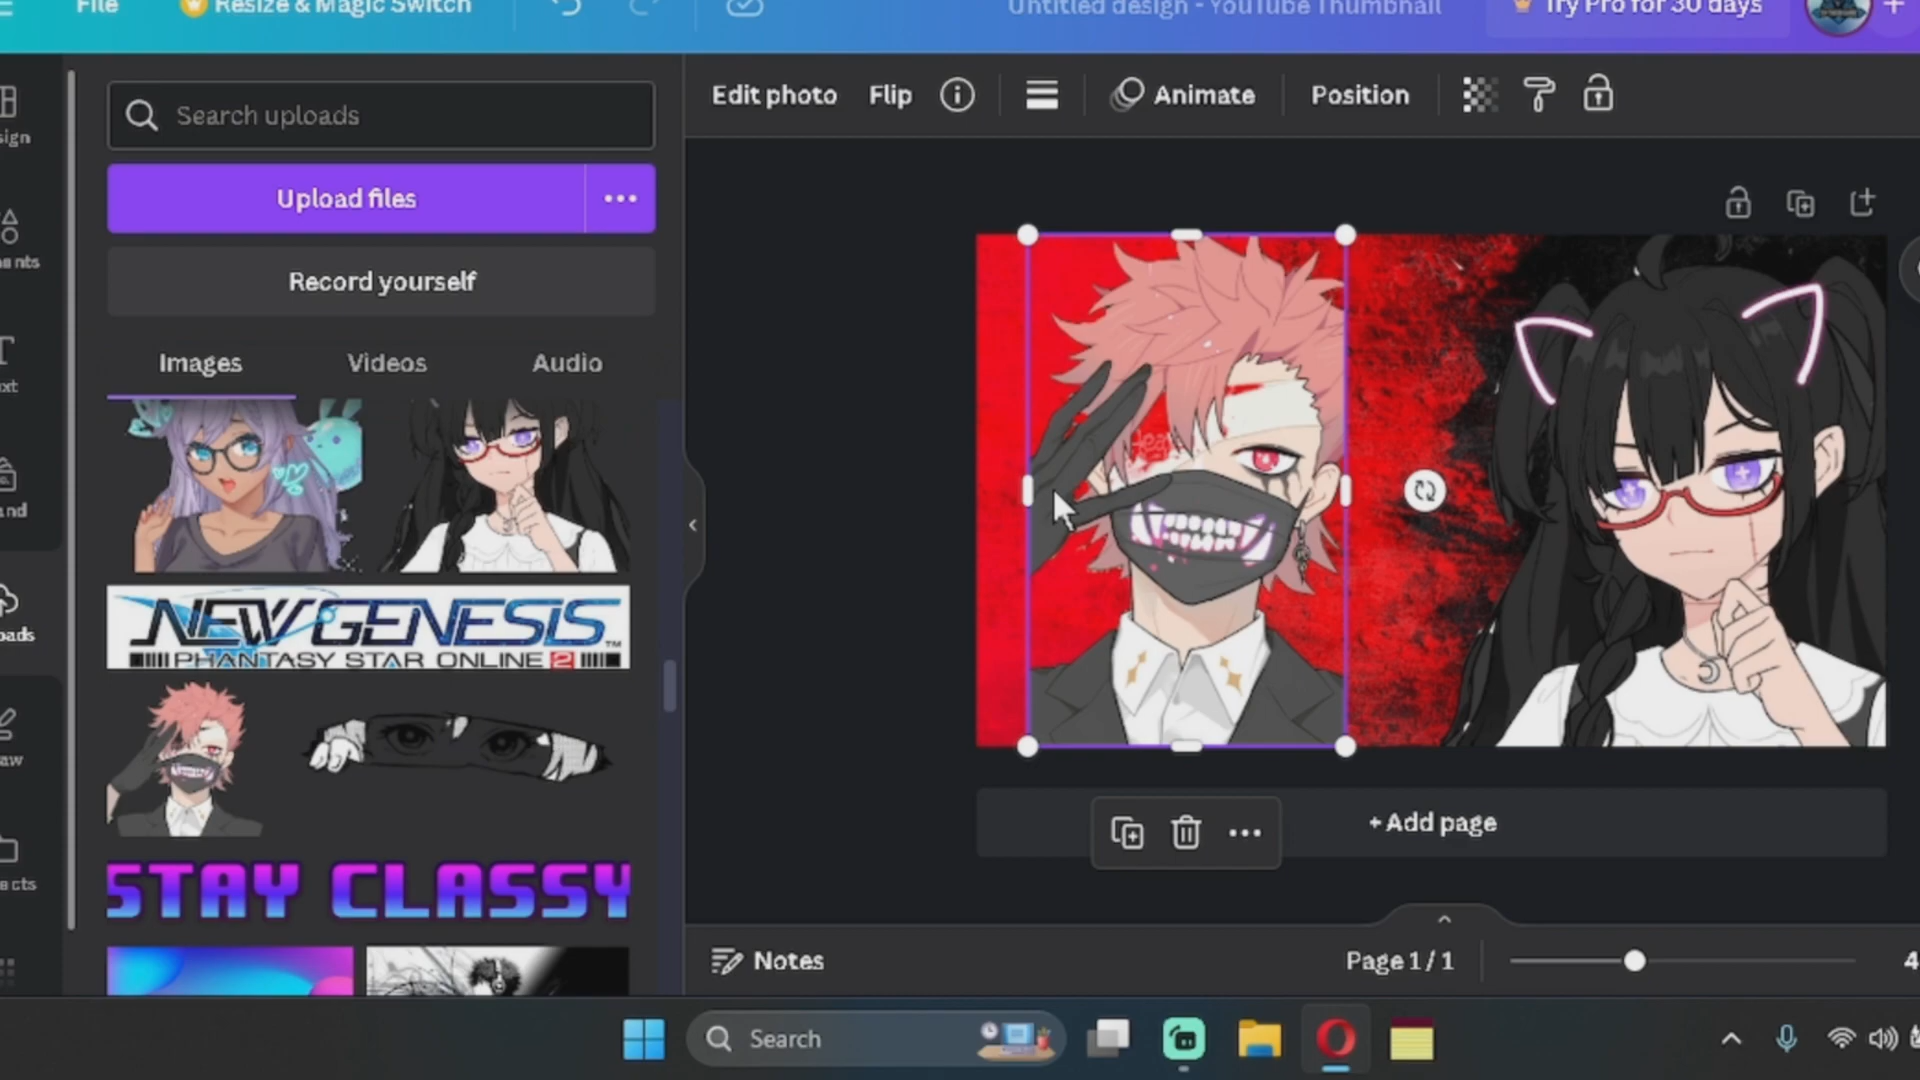 File
Resize & Magic Switch
Untitled design - YouTube Thumbnail
Try Pro for 30 days
Search uploads
Edit photo
Flip
Animate
Position
Upload files
Record yourself
Images
Videos
Audio
NEW GENESIS™
PHANTASY STAR ONLINE 2
STAY CLASSY
+ Add page
Notes
Page 1 / 1
4
Search